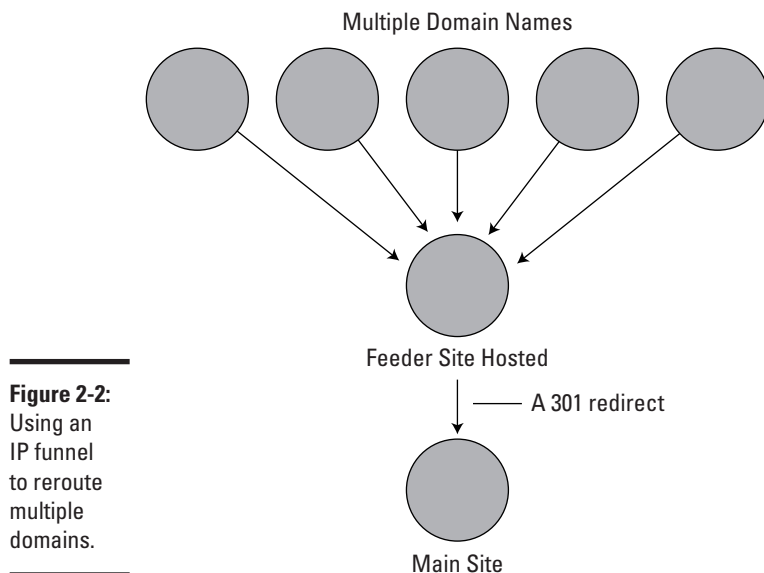 Multiple Domain Names
Feeder Site Hosted
A 301 redirect
Main Site
Figure 2-2:
Using an
IP funnel
to reroute
multiple
domains.